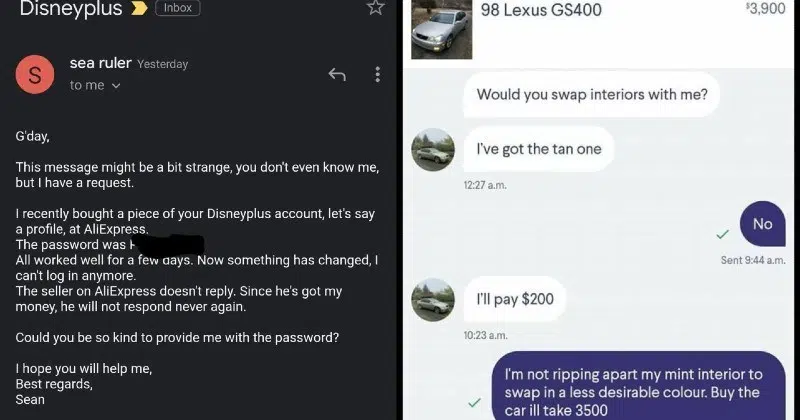 Disneyplus
Inbox
S
sea ruler Yesterday
to me
G'day,
This message might be a bit strange, you don't even know me,
but I have a request.
I recently bought a piece of your Disneyplus account, let's say
a profile, at AliExpress.
The password was
All worked well for a few days. Now something has changed, I
can't log in anymore.
The seller on AliExpress doesn't reply. Since he's got my
money, he will not respond never again.
Could you be so kind to provide me with the password?
I hope you will help me,
Best regards,
Sean
98 Lexus GS400
$3,900
Would you swap interiors with me?
I've got the tan one
12:27 a.m.
No
Sent 9:44 a.m.
I'll pay $200
10:23 a.m.
I'm not ripping apart my mint interior to
swap in a less desirable colour. Buy the
car ill take 3500